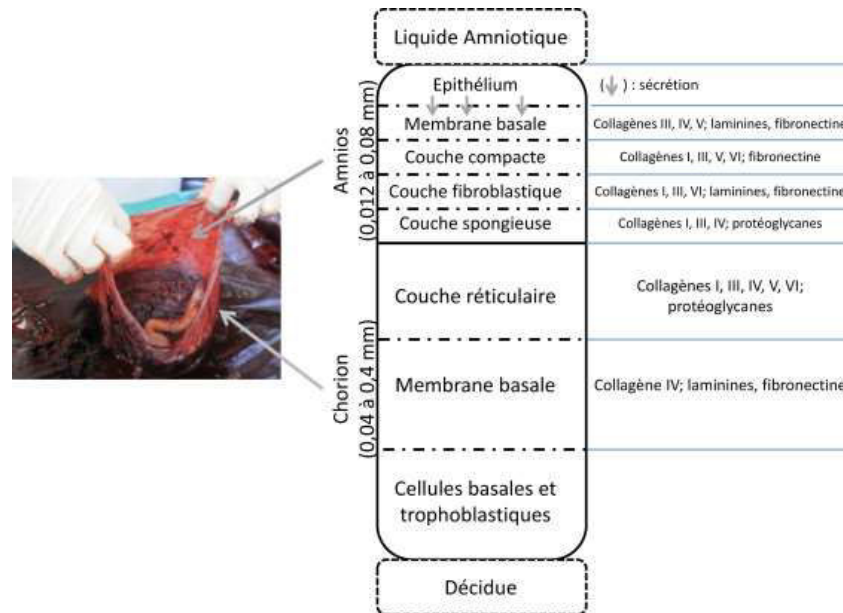 Liquide Amniotique
Epithélium
(↓) : sécrétion
Membrane basale
Collagènes III, IV, V; laminines, fibronectine
Couche compacte
Collagènes I, III, V, VI; fibronectine
Couche fibroblastique
Collagènes I, III, VI; laminines, fibronectine
Couche spongieuse
Collagènes I, III, IV; protéoglycanes
Amnios
(0,012 à 0,08 mm)
Couche réticulaire
Collagènes I, III, IV, V, VI;
protéoglycanes
Membrane basale
Collagène IV; laminines, fibronectine
Chorion
(0,04 à 0,4 mm)
Cellules basales et
trophoblastiques
Décidue